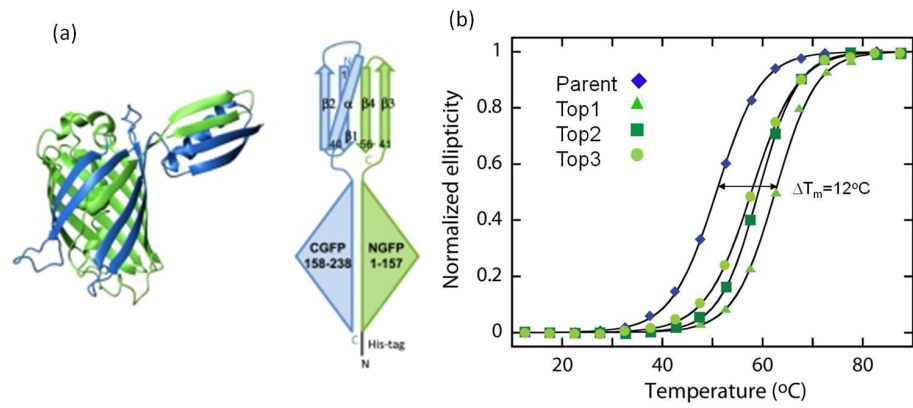 (a)
N
1
β2
α
β4
β3
β1
40
56
41
C
CGFP
158-238
NGFP
1-157
C
His-tag
N
(b)
Normalized ellipticity
1
0.8
0.6
0.4
0.2
0
Parent
Top1
Top2
Top3
ΔTm=12°C
20
40
60
80
Temperature (°C)